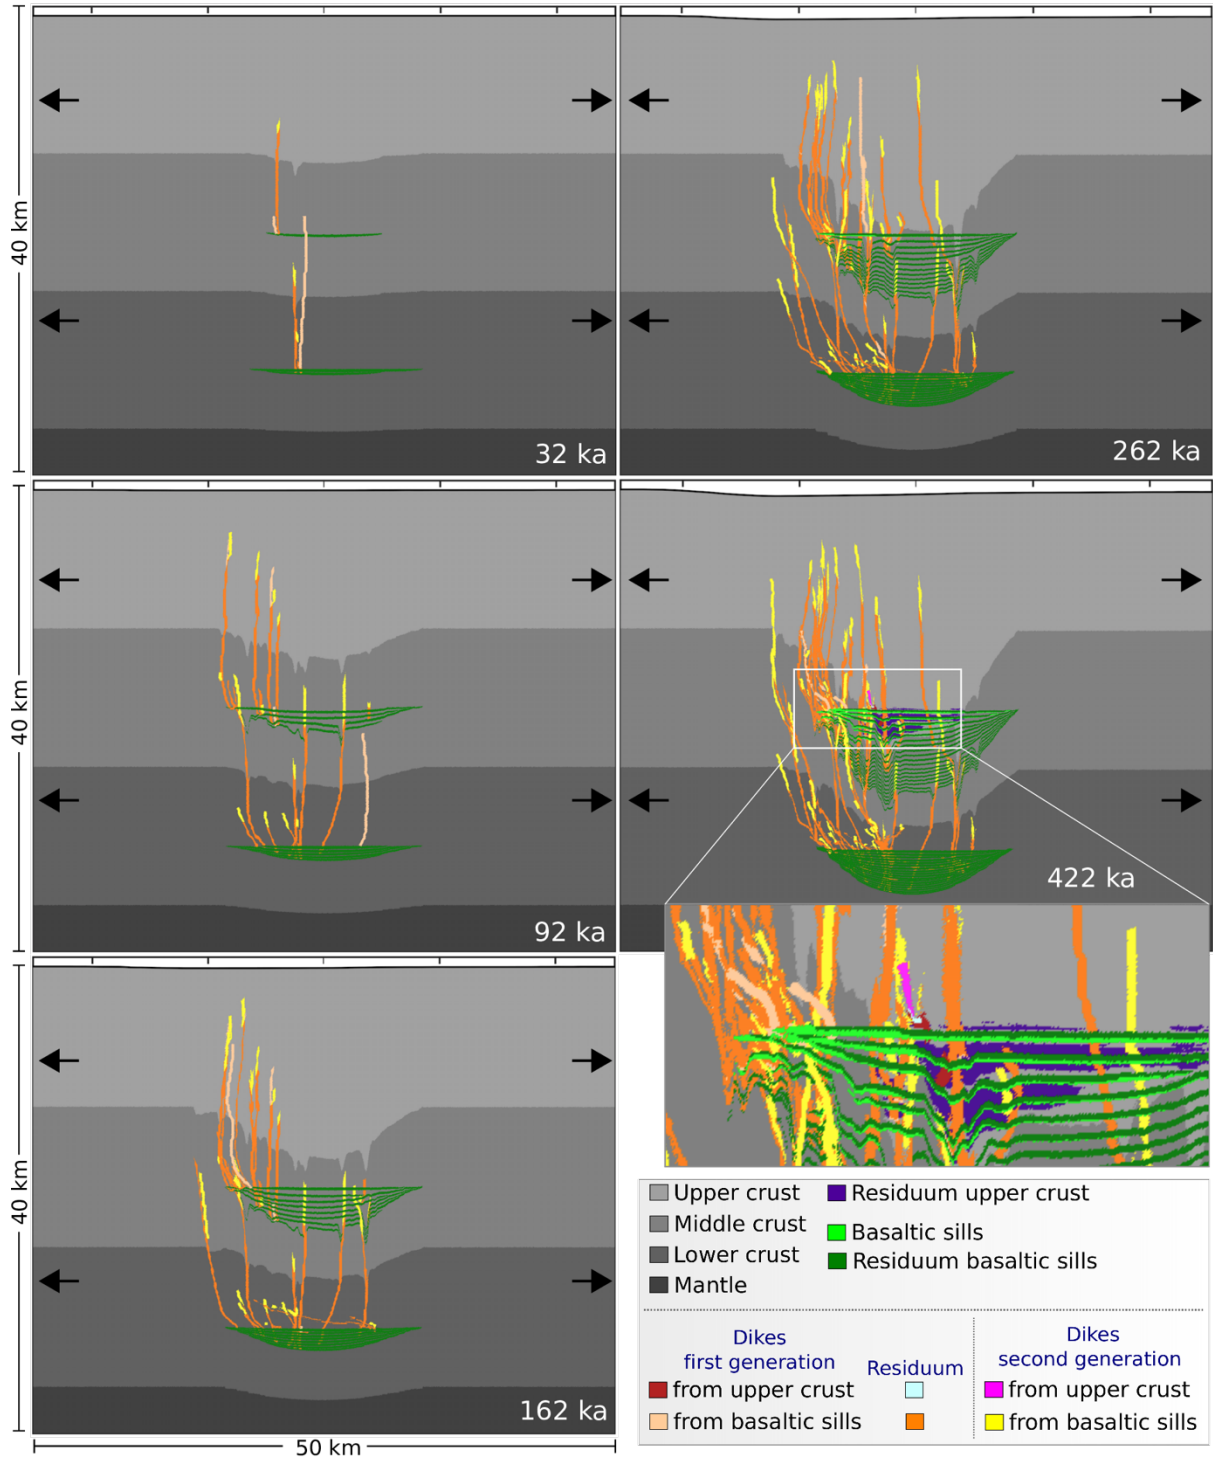 40 km
32 ka
262 ka
40 km
92 ka
422 ka
40 km
162 ka
50 km
Upper crust
Residuum upper crust
Middle crust
Basaltic sills
Lower crust
Residuum basaltic sills
Mantle
Dikes
first generation
Residuum
Dikes
second generation
from upper crust
from upper crust
from basaltic sills
from basaltic sills